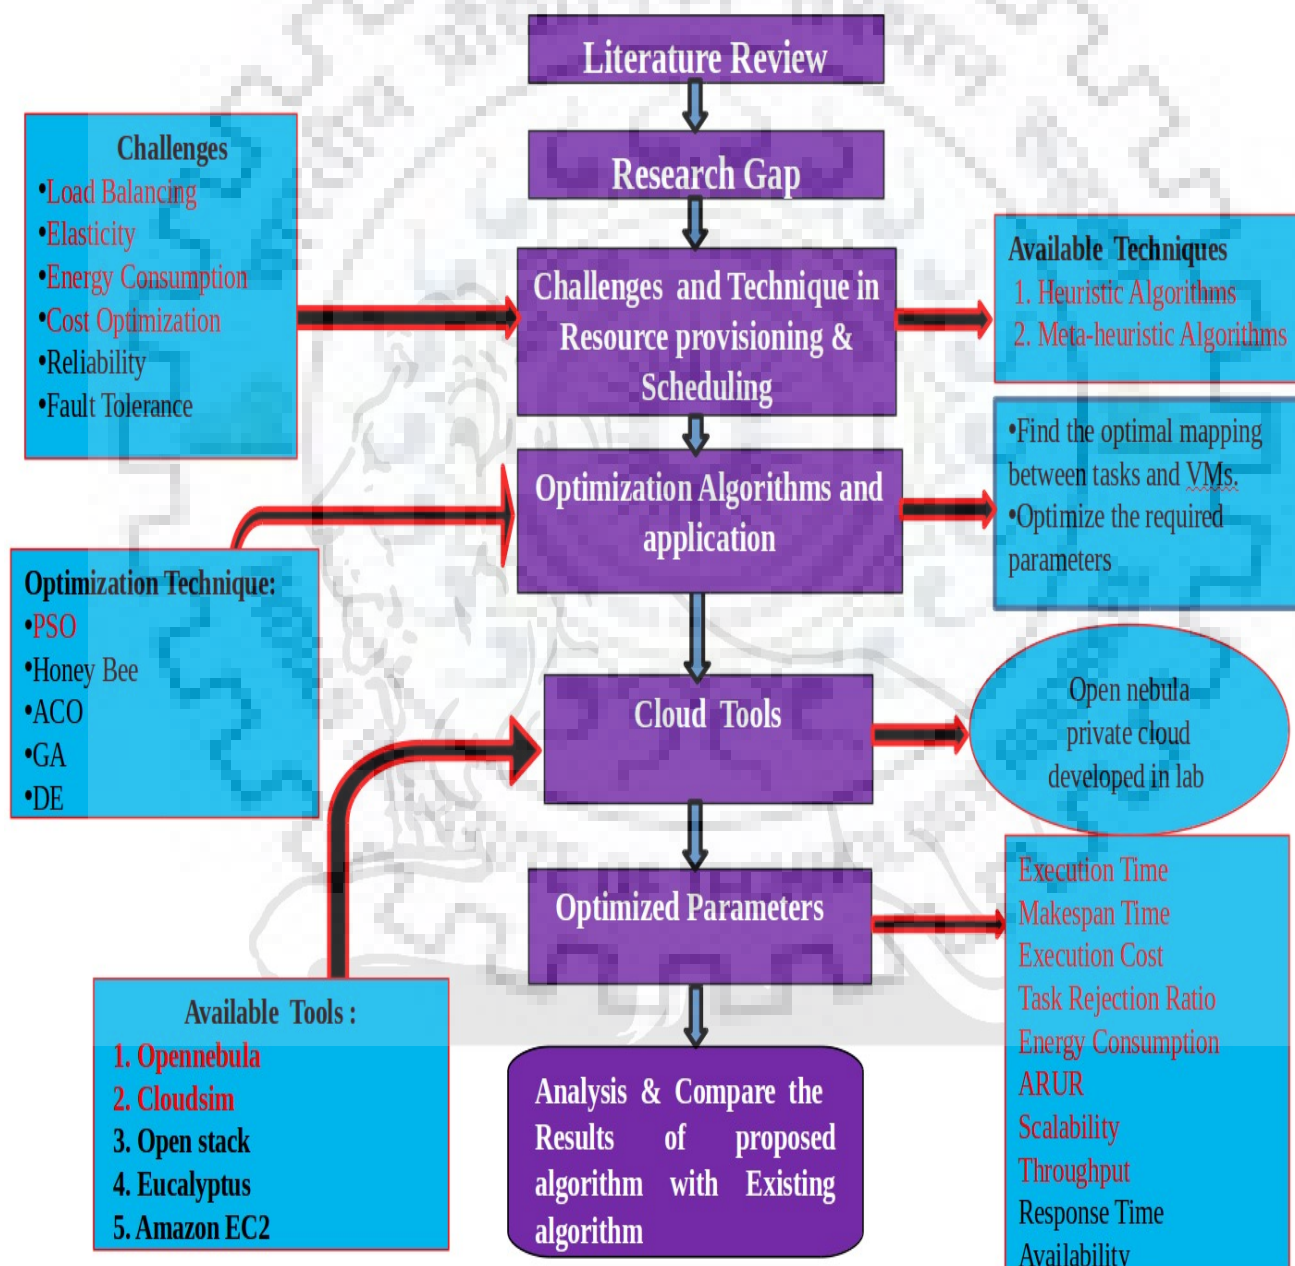 Literature Review
Research Gap
Challenges
•Load Balancing
•Elasticity
•Energy Consumption
•Cost Optimization
•Reliability
•Fault Tolerance
Challenges and Technique in
Resource provisioning &
Scheduling
Available Techniques
1. Heuristic Algorithms
2. Meta-heuristic Algorithms
Optimization Algorithms and
application
•Find the optimal mapping
between tasks and VMs.
•Optimize the required
parameters
Optimization Technique:
•PSO
•Honey Bee
•ACO
•GA
•DE
Cloud Tools
Open nebula
private cloud
developed in lab
Optimized Parameters
Execution Time
Makespan Time
Execution Cost
Task Rejection Ratio
Energy Consumption
ARUR
Scalability
Throughput
Response Time
Availability
Available Tools :
1. Opennebula
2. Cloudsim
3. Open stack
4. Eucalyptus
5. Amazon EC2
Analysis & Compare the
Results of proposed
algorithm with Existing
algorithm